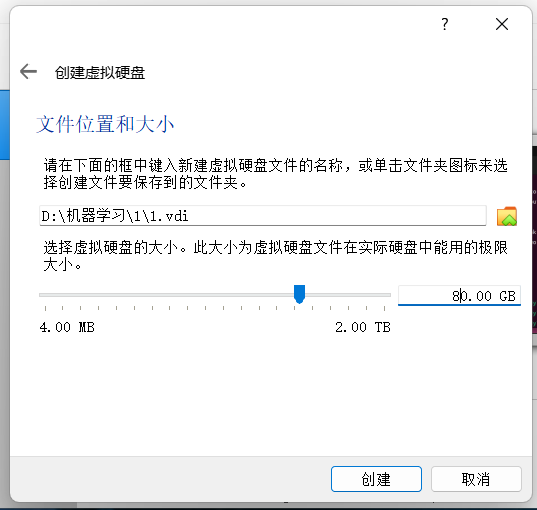 ?
创建虚拟硬盘
文件位置和大小
请在下面的框中键入新建虚拟硬盘文件的名称，或单击文件夹图标来选
择创建文件要保存到的文件夹。
D:\机器学习\1\1.vdi
选择虚拟硬盘的大小。此大小为虚拟硬盘文件在实际硬盘中能用的极限
大小。
80.00 GB
4.00 MB 2.00 TB
创建 取消